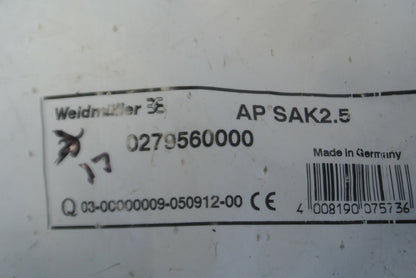 Weidmüller AP SAK2.5
0279560000
17
Made in Germany
Q 03-00000009-050912-00 CE
4 008190 075736